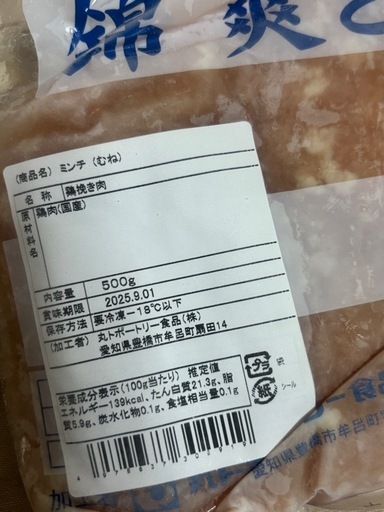 錦爽
(商品名) ミンチ (むね)
名 称 鶏挽き肉
原材料名 鶏肉(国産)
内容量 500g
賞味期限 2025.9.01
保存方法 要冷凍-18℃以下
(加工者) 丸トポートリー食品(株)
愛知県豊橋市牟呂町扇田14
栄養成分表示(100g当たり) 推定値
エネルギー139kcal、たん白質21.3g、脂
質5.9g、炭水化物0.1g、食塩相当量0.1g
プラ 袋
紙 シール
ー食品
愛知県豊橋市牟呂町
加工